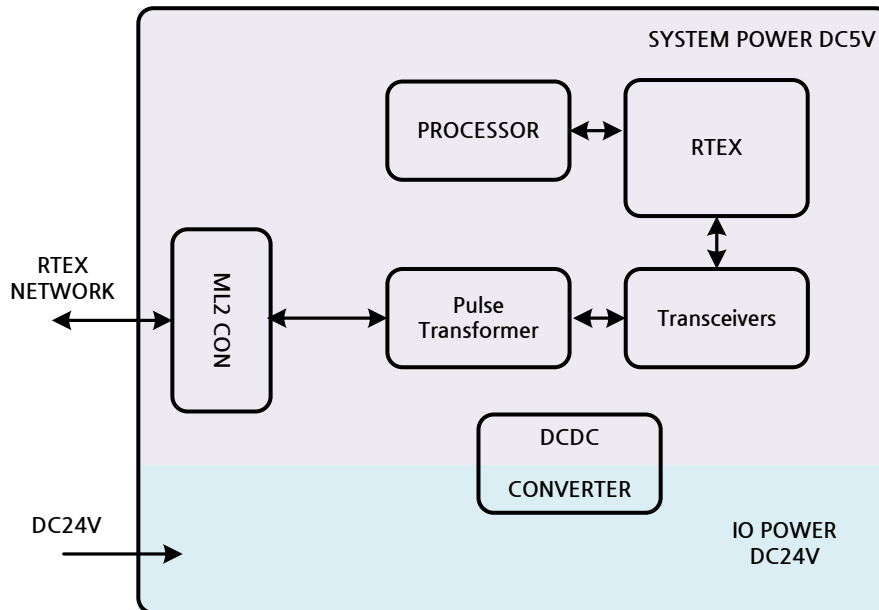 SYSTEM POWER DC5V
PROCESSOR
RTEX
RTEX
NETWORK
ML2 CON
Pulse
Transformer
Transceivers
DCDC
CONVERTER
DC24V
IO POWER
DC24V